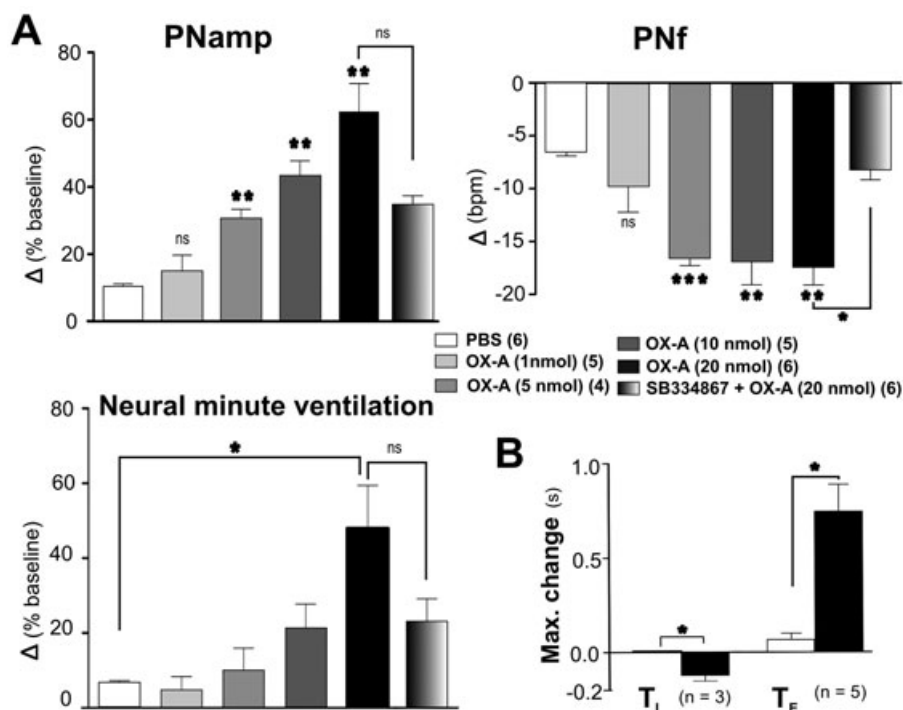 A
PNamp
80
60
40
20
0
Δ (% baseline)
ns
**
**
**
ns
PNf
0
-5
-10
-15
-20
Δ (bpm)
ns
***
**
**
*
PBS (6)
OX-A (1nmol) (5)
OX-A (5 nmol) (4)
OX-A (10 nmol) (5)
OX-A (20 nmol) (6)
SB334867 + OX-A (20 nmol) (6)
Neural minute ventilation
80
60
40
20
0
Δ (% baseline)
*
ns
B
1.0
0.5
0.0
-0.2
Max. change (s)
*
*
T_I (n = 3) T_E (n = 5)